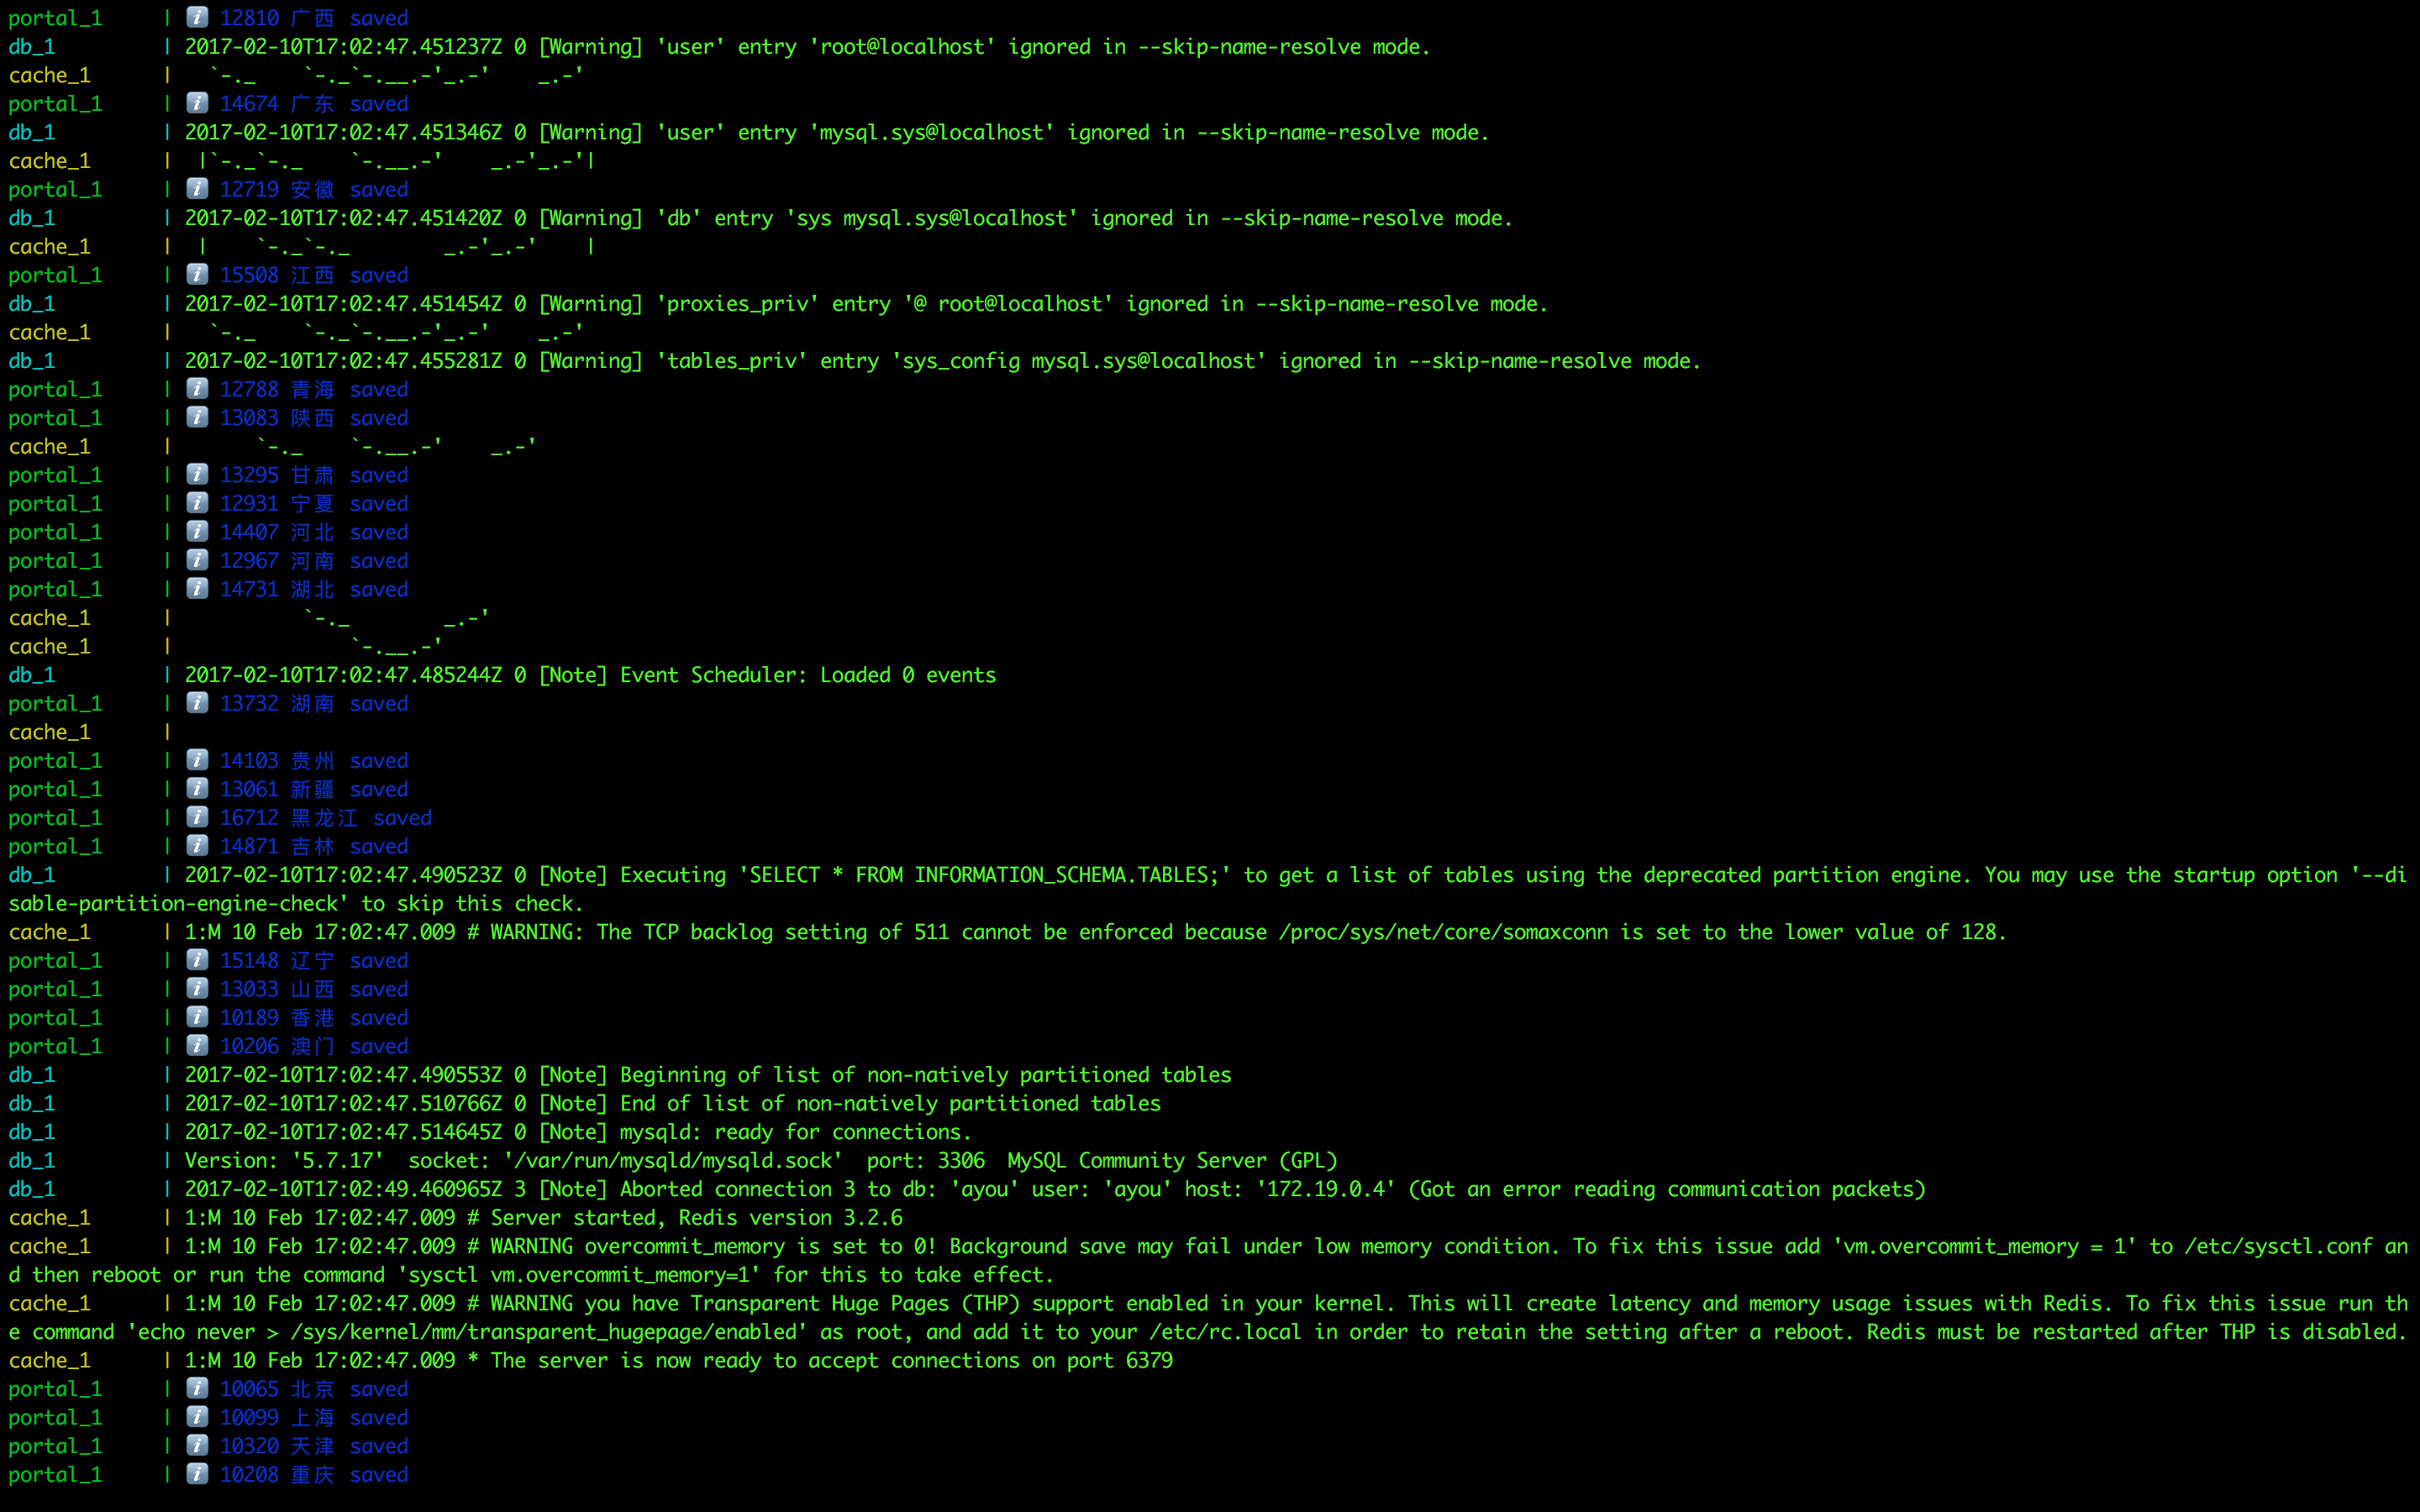 portal_1     | ℹ️ 12810 广西 saved
db_1         | 2017-02-10T17:02:47.451237Z 0 [Warning] 'user' entry 'root@localhost' ignored in --skip-name-resolve mode.
cache_1      |   `-._    `-._`-.__.-'_.-'    _.-'
portal_1     | ℹ️ 14674 广东 saved
db_1         | 2017-02-10T17:02:47.451346Z 0 [Warning] 'user' entry 'mysql.sys@localhost' ignored in --skip-name-resolve mode.
cache_1      |  |`-._`-._    `-.__.-'    _.-'_.-'|
portal_1     | ℹ️ 12719 安徽 saved
db_1         | 2017-02-10T17:02:47.451420Z 0 [Warning] 'db' entry 'sys mysql.sys@localhost' ignored in --skip-name-resolve mode.
cache_1      |  |    `-._`-._        _.-'_.-'    |
portal_1     | ℹ️ 15508 江西 saved
db_1         | 2017-02-10T17:02:47.451454Z 0 [Warning] 'proxies_priv' entry '@ root@localhost' ignored in --skip-name-resolve mode.
cache_1      |   `-._    `-._`-.__.-'_.-'    _.-'
db_1         | 2017-02-10T17:02:47.455281Z 0 [Warning] 'tables_priv' entry 'sys_config mysql.sys@localhost' ignored in --skip-name-resolve mode.
portal_1     | ℹ️ 12788 青海 saved
portal_1     | ℹ️ 13083 陕西 saved
cache_1      |       `-._    `-.__.-'    _.-'
portal_1     | ℹ️ 13295 甘肃 saved
portal_1     | ℹ️ 12931 宁夏 saved
portal_1     | ℹ️ 14407 河北 saved
portal_1     | ℹ️ 12967 河南 saved
portal_1     | ℹ️ 14731 湖北 saved
cache_1      |           `-._        _.-'
cache_1      |               `-.__.-'
db_1         | 2017-02-10T17:02:47.485244Z 0 [Note] Event Scheduler: Loaded 0 events
portal_1     | ℹ️ 13732 湖南 saved
cache_1      |
portal_1     | ℹ️ 14103 贵州 saved
portal_1     | ℹ️ 13061 新疆 saved
portal_1     | ℹ️ 16712 黑龙江 saved
portal_1     | ℹ️ 14871 吉林 saved
db_1         | 2017-02-10T17:02:47.490523Z 0 [Note] Executing 'SELECT * FROM INFORMATION_SCHEMA.TABLES;' to get a list of tables using the deprecated partition engine. You may use the startup option '--di
sable-partition-engine-check' to skip this check.
cache_1      | 1:M 10 Feb 17:02:47.009 # WARNING: The TCP backlog setting of 511 cannot be enforced because /proc/sys/net/core/somaxconn is set to the lower value of 128.
portal_1     | ℹ️ 15148 辽宁 saved
portal_1     | ℹ️ 13033 山西 saved
portal_1     | ℹ️ 10189 香港 saved
portal_1     | ℹ️ 10206 澳门 saved
db_1         | 2017-02-10T17:02:47.490553Z 0 [Note] Beginning of list of non-natively partitioned tables
db_1         | 2017-02-10T17:02:47.510766Z 0 [Note] End of list of non-natively partitioned tables
db_1         | 2017-02-10T17:02:47.514645Z 0 [Note] mysqld: ready for connections.
db_1         | Version: '5.7.17'  socket: '/var/run/mysqld/mysqld.sock'  port: 3306  MySQL Community Server (GPL)
db_1         | 2017-02-10T17:02:49.460965Z 3 [Note] Aborted connection 3 to db: 'ayou' user: 'ayou' host: '172.19.0.4' (Got an error reading communication packets)
cache_1      | 1:M 10 Feb 17:02:47.009 # Server started, Redis version 3.2.6
cache_1      | 1:M 10 Feb 17:02:47.009 # WARNING overcommit_memory is set to 0! Background save may fail under low memory condition. To fix this issue add 'vm.overcommit_memory = 1' to /etc/sysctl.conf an
d then reboot or run the command 'sysctl vm.overcommit_memory=1' for this to take effect.
cache_1      | 1:M 10 Feb 17:02:47.009 # WARNING you have Transparent Huge Pages (THP) support enabled in your kernel. This will create latency and memory usage issues with Redis. To fix this issue run th
e command 'echo never > /sys/kernel/mm/transparent_hugepage/enabled' as root, and add it to your /etc/rc.local in order to retain the setting after a reboot. Redis must be restarted after THP is disabled.
cache_1      | 1:M 10 Feb 17:02:47.009 * The server is now ready to accept connections on port 6379
portal_1     | ℹ️ 10065 北京 saved
portal_1     | ℹ️ 10099 上海 saved
portal_1     | ℹ️ 10320 天津 saved
portal_1     | ℹ️ 10208 重庆 saved